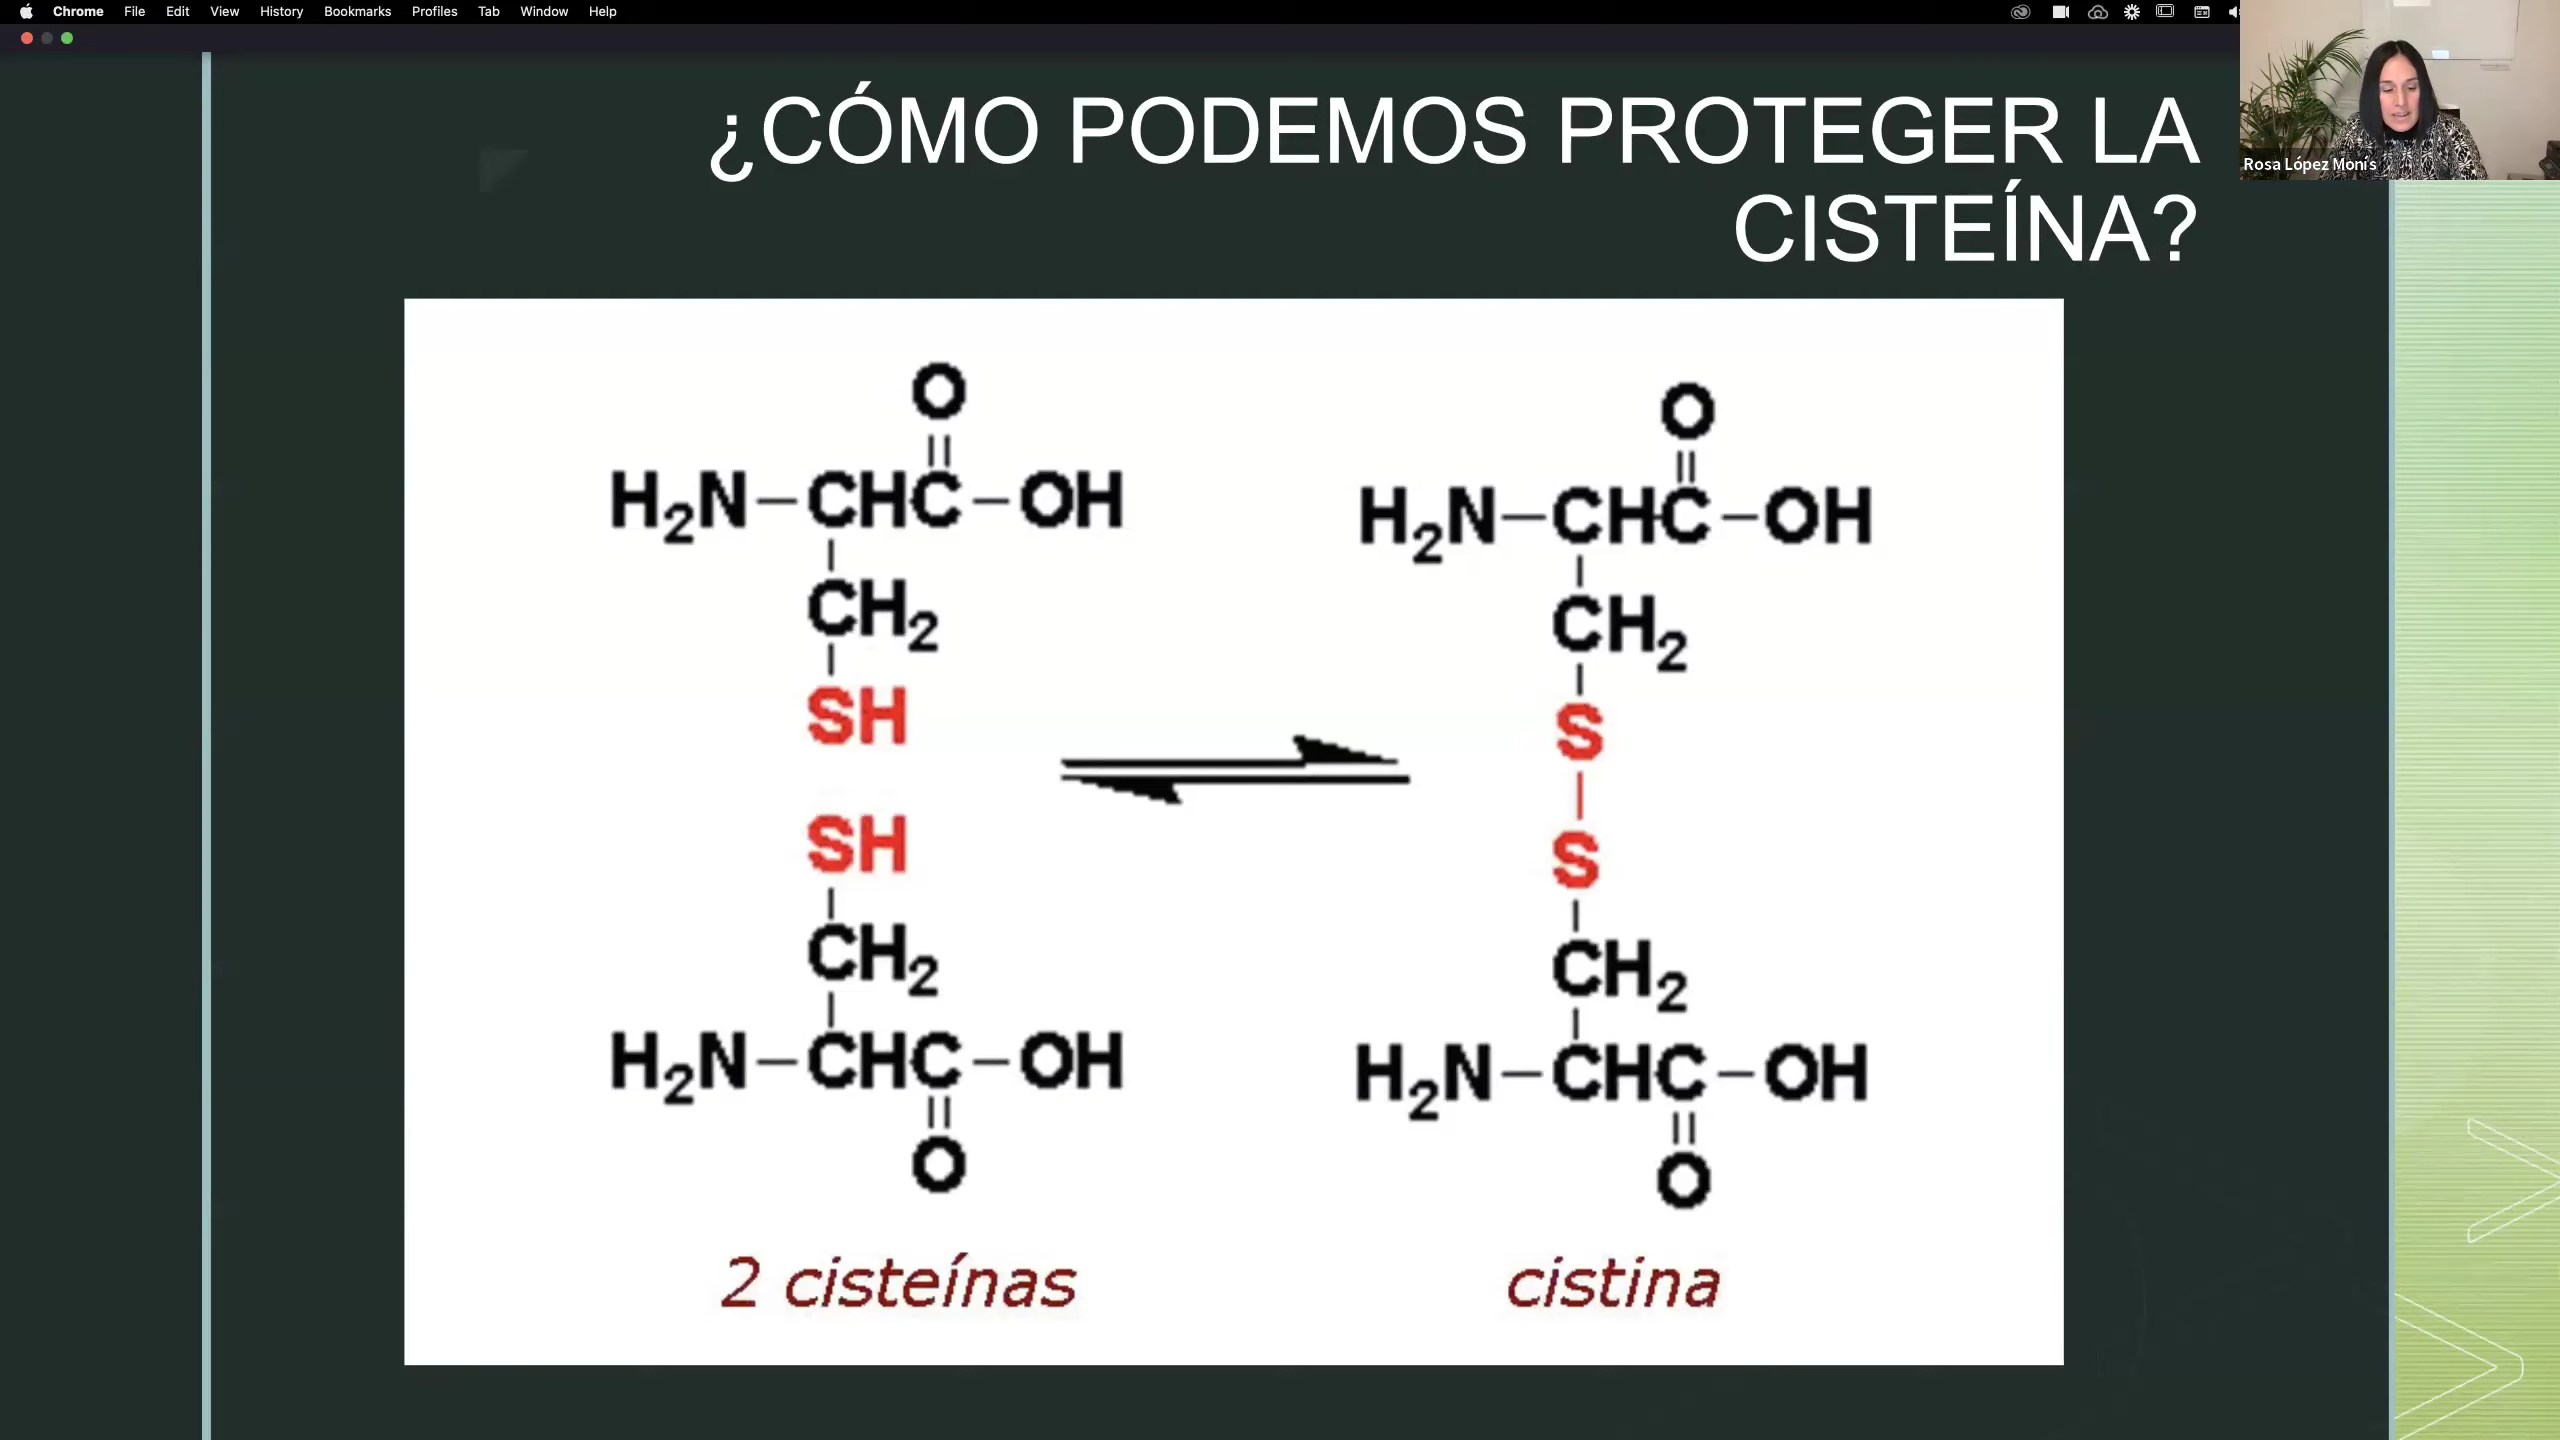 Chrome File Edit View History Bookmarks Profiles Tab Window Help
¿CÓMO PODEMOS PROTEGER LA
CISTEÍNA?
Rosa López Monís
O
H₂N–CHC–OH
CH₂
SH
SH
CH₂
H₂N–CHC–OH
O
2 cisteínas
O
H₂N–CHC–OH
CH₂
S
S
CH₂
H₂N–CHC–OH
O
cistina